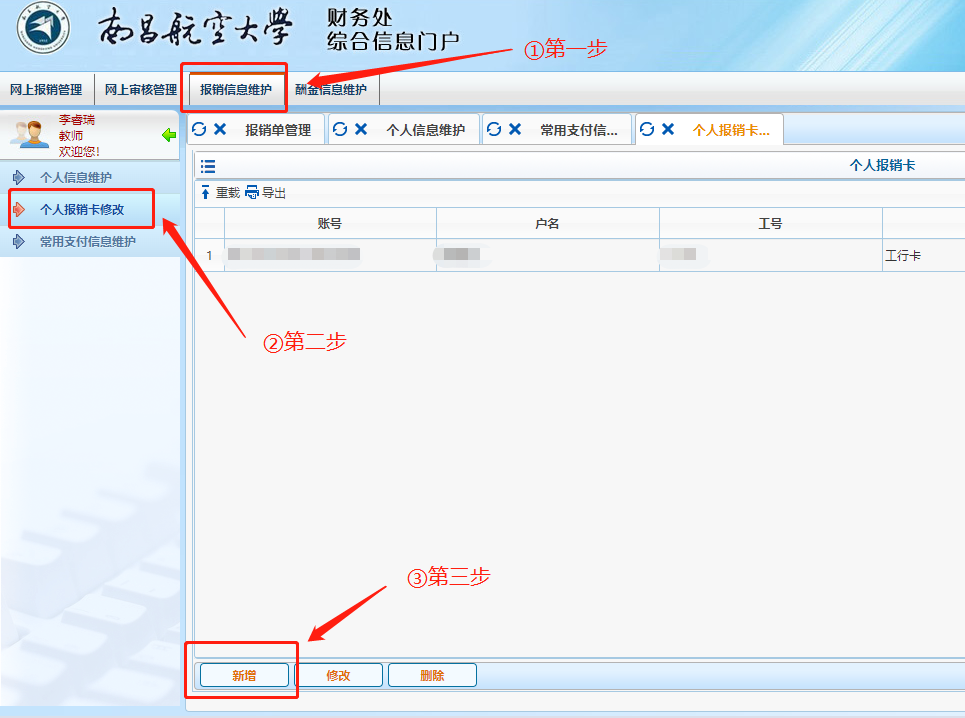 南昌航空大学
财务处
综合信息门户
①第一步
网上报销管理
网上审核管理
报销信息维护
酬金信息维护
李睿瑞
教师
欢迎您!
报销单管理
个人信息维护
常用支付信...
个人报销卡...
个人信息维护
个人报销卡修改
常用支付信息维护
个人报销卡
重载
导出
账号
户名
工号
1
工行卡
②第二步
③第三步
新增
修改
删除